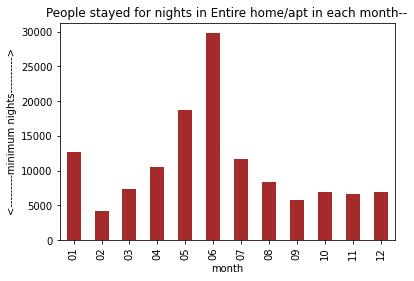 People stayed for nights in Entire home/apt in each month--
<--------minimum nights---------->
30000
25000
20000
15000
10000
5000
0
01 02 03 04 05 06 07 08 09 10 11 12
month